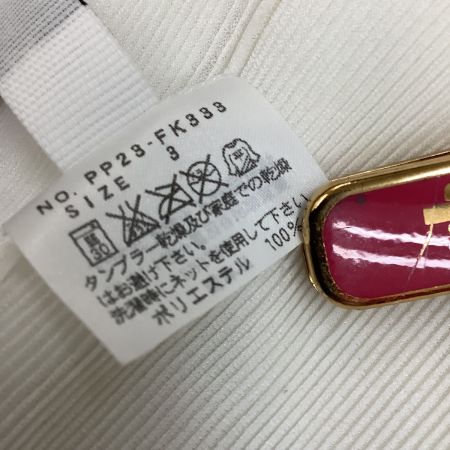 NO. PP23-FK333
SIZE 3
タンブラー乾燥及び家庭での乾燥
はお避け下さい。
洗濯時にネットを使用して下さい
ポリエステル 100%